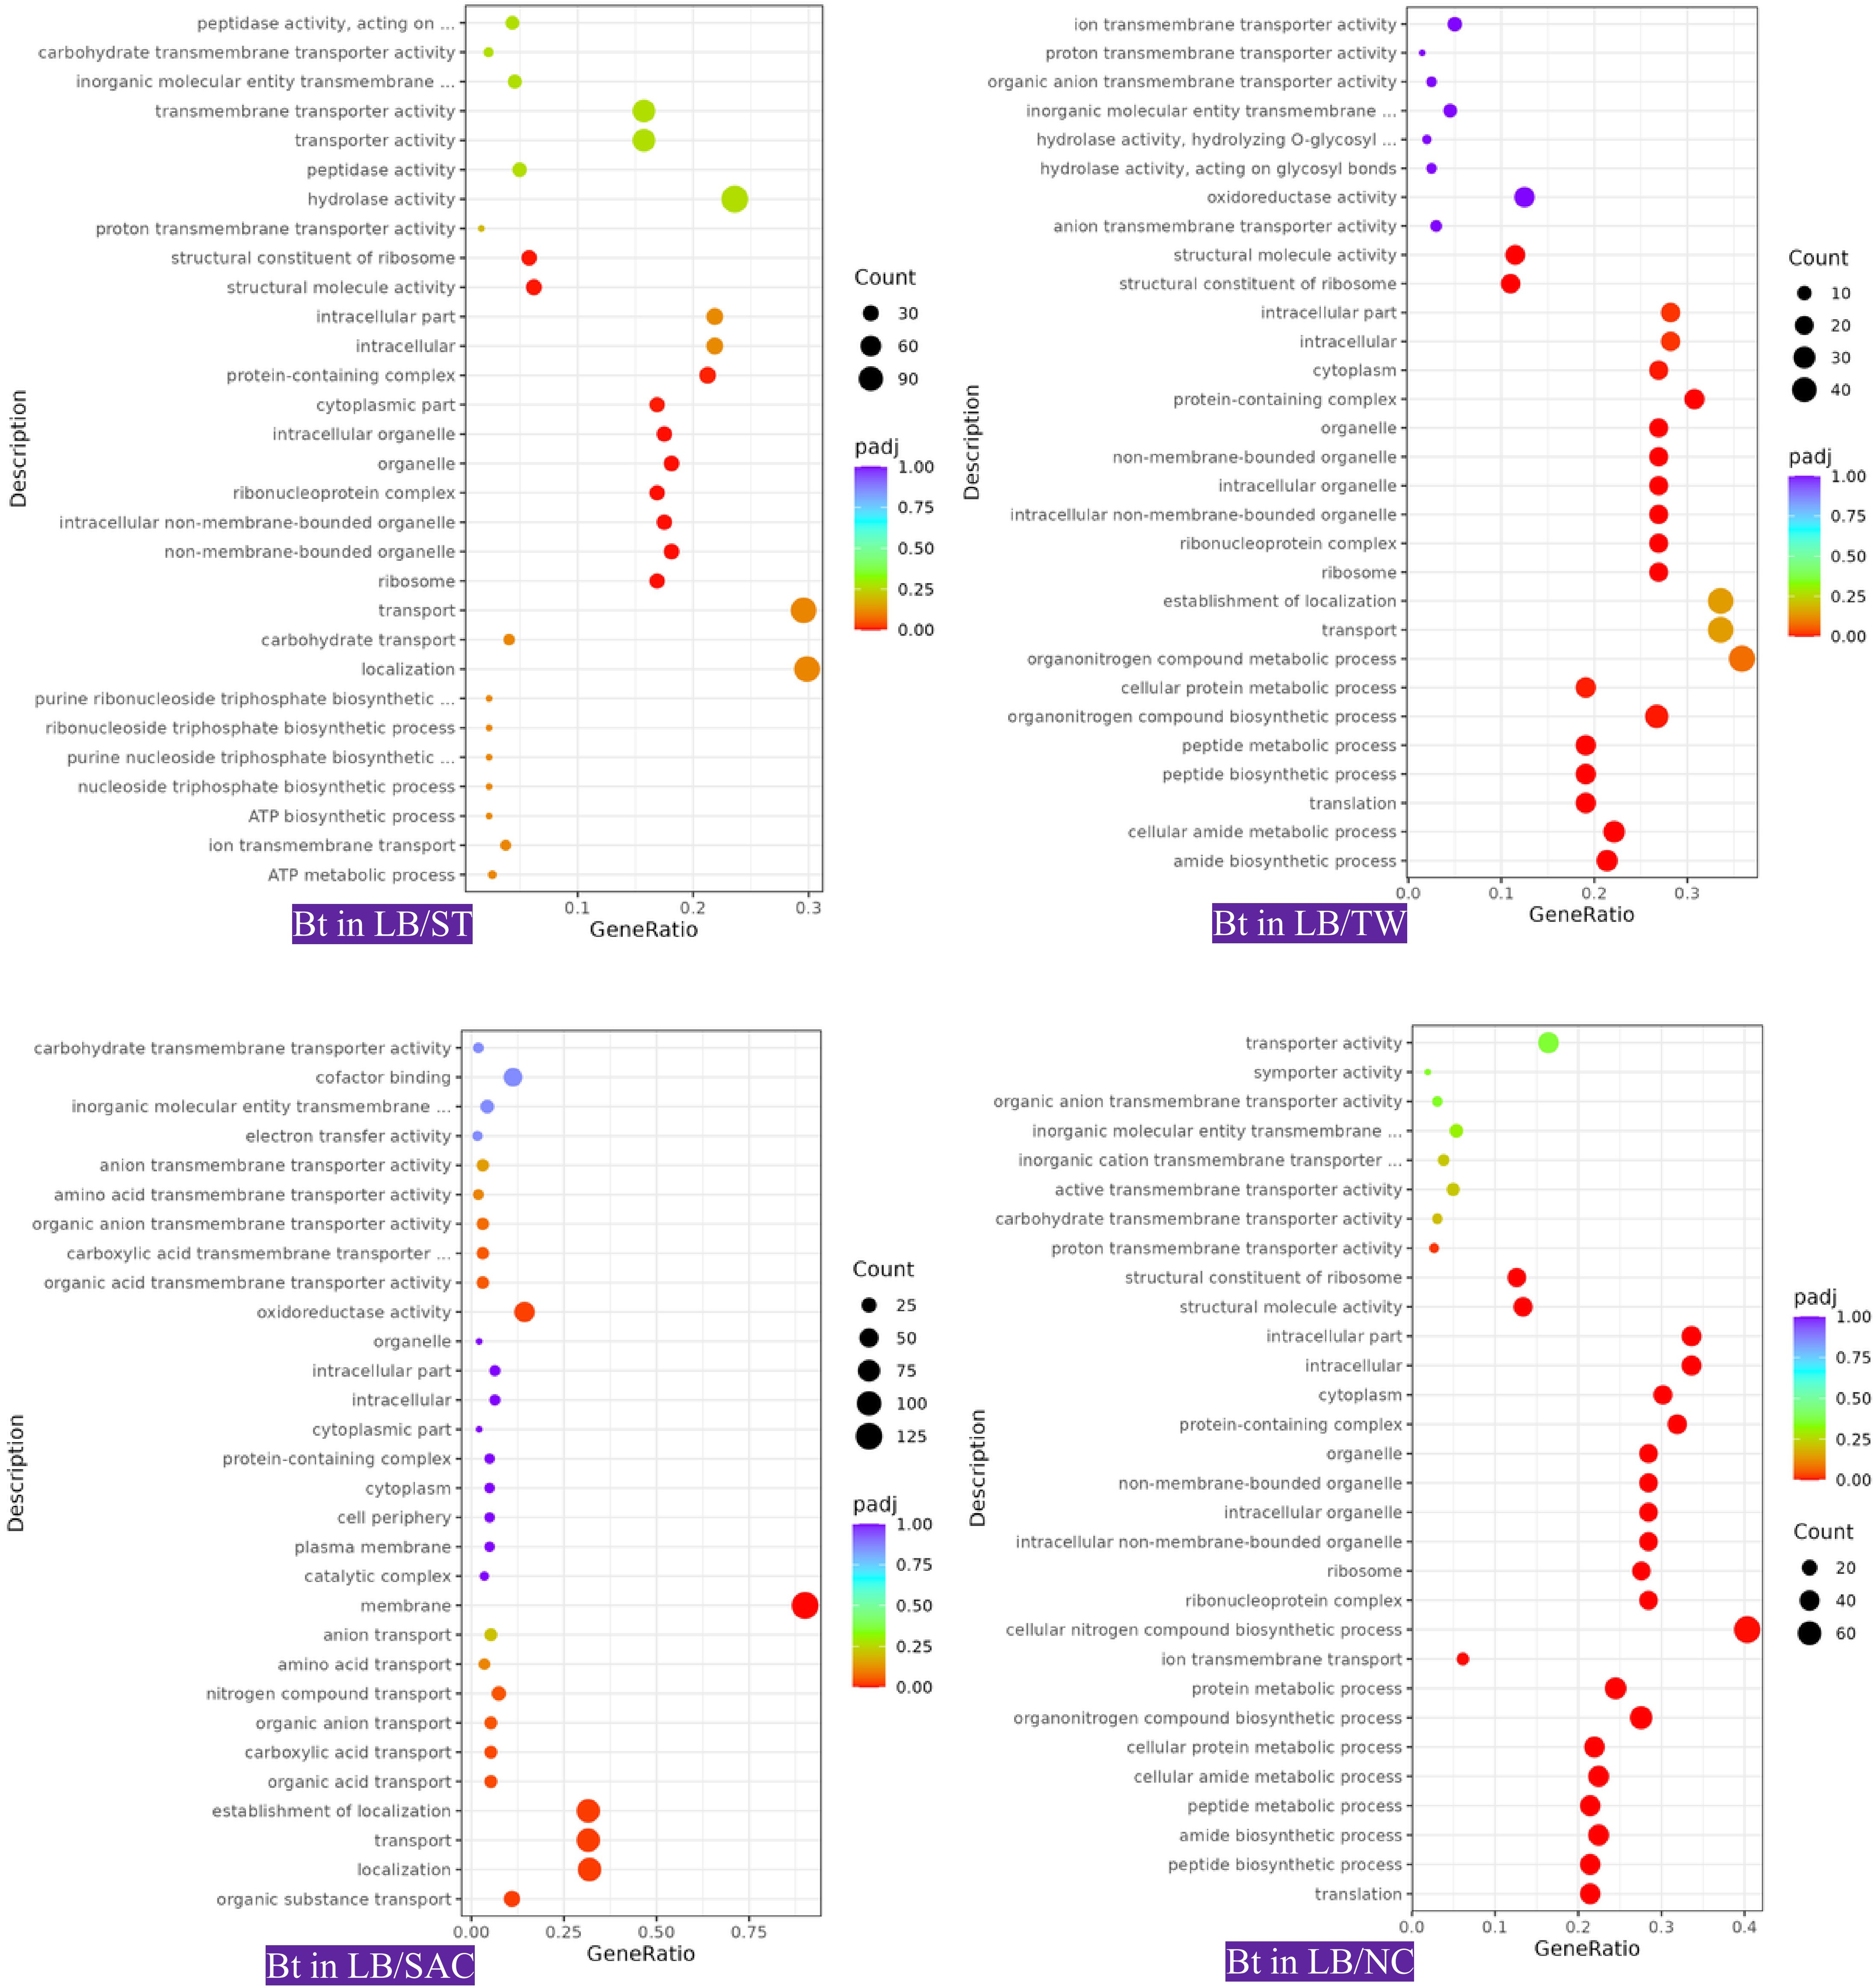 peptidase activity, acting on ...
carbohydrate transmembrane transporter activity
inorganic molecular entity transmembrane ...
transmembrane transporter activity
transporter activity
peptidase activity
hydrolase activity
proton transmembrane transporter activity
structural constituent of ribosome
structural molecule activity
intracellular part
intracellular
protein-containing complex
cytoplasmic part
intracellular organelle
organelle
ribonucleoprotein complex
intracellular non-membrane-bounded organelle
non-membrane-bounded organelle
ribosome
transport
carbohydrate transport
localization
purine ribonucleoside triphosphate biosynthetic ...
ribonucleoside triphosphate biosynthetic process
purine nucleoside triphosphate biosynthetic ...
nucleoside triphosphate biosynthetic process
ATP biosynthetic process
ion transmembrane transport
ATP metabolic process
Description
0.1 0.2 0.3
GeneRatio
Bt in LB/ST
Count
30
60
90
padj
1.00
0.75
0.50
0.25
0.00
ion transmembrane transporter activity
proton transmembrane transporter activity
organic anion transmembrane transporter activity
inorganic molecular entity transmembrane ...
hydrolase activity, hydrolyzing O-glycosyl ...
hydrolase activity, acting on glycosyl bonds
oxidoreductase activity
anion transmembrane transporter activity
structural molecule activity
structural constituent of ribosome
intracellular part
intracellular
cytoplasm
protein-containing complex
organelle
non-membrane-bounded organelle
intracellular organelle
intracellular non-membrane-bounded organelle
ribonucleoprotein complex
ribosome
establishment of localization
transport
organonitrogen compound metabolic process
cellular protein metabolic process
organonitrogen compound biosynthetic process
peptide metabolic process
peptide biosynthetic process
translation
cellular amide metabolic process
amide biosynthetic process
Description
0.0 0.1 0.2 0.3
GeneRatio
Bt in LB/TW
Count
10
20
30
40
padj
1.00
0.75
0.50
0.25
0.00
carbohydrate transmembrane transporter activity
cofactor binding
inorganic molecular entity transmembrane ...
electron transfer activity
anion transmembrane transporter activity
amino acid transmembrane transporter activity
organic anion transmembrane transporter activity
carboxylic acid transmembrane transporter ...
organic acid transmembrane transporter activity
oxidoreductase activity
organelle
intracellular part
intracellular
cytoplasmic part
protein-containing complex
cytoplasm
cell periphery
plasma membrane
catalytic complex
membrane
anion transport
amino acid transport
nitrogen compound transport
organic anion transport
carboxylic acid transport
organic acid transport
establishment of localization
transport
localization
organic substance transport
Description
0.00 0.25 0.50 0.75
GeneRatio
Bt in LB/SAC
Count
25
50
75
100
125
padj
1.00
0.75
0.50
0.25
0.00
transporter activity
symporter activity
organic anion transmembrane transporter activity
inorganic molecular entity transmembrane ...
inorganic cation transmembrane transporter ...
active transmembrane transporter activity
carbohydrate transmembrane transporter activity
proton transmembrane transporter activity
structural constituent of ribosome
structural molecule activity
intracellular part
intracellular
cytoplasm
protein-containing complex
organelle
non-membrane-bounded organelle
intracellular organelle
intracellular non-membrane-bounded organelle
ribosome
ribonucleoprotein complex
cellular nitrogen compound biosynthetic process
ion transmembrane transport
protein metabolic process
organonitrogen compound biosynthetic process
cellular protein metabolic process
cellular amide metabolic process
peptide metabolic process
amide biosynthetic process
peptide biosynthetic process
translation
Description
0.0 0.1 0.2 0.3 0.4
GeneRatio
Bt in LB/NC
padj
1.00
0.75
0.50
0.25
0.00
Count
20
40
60